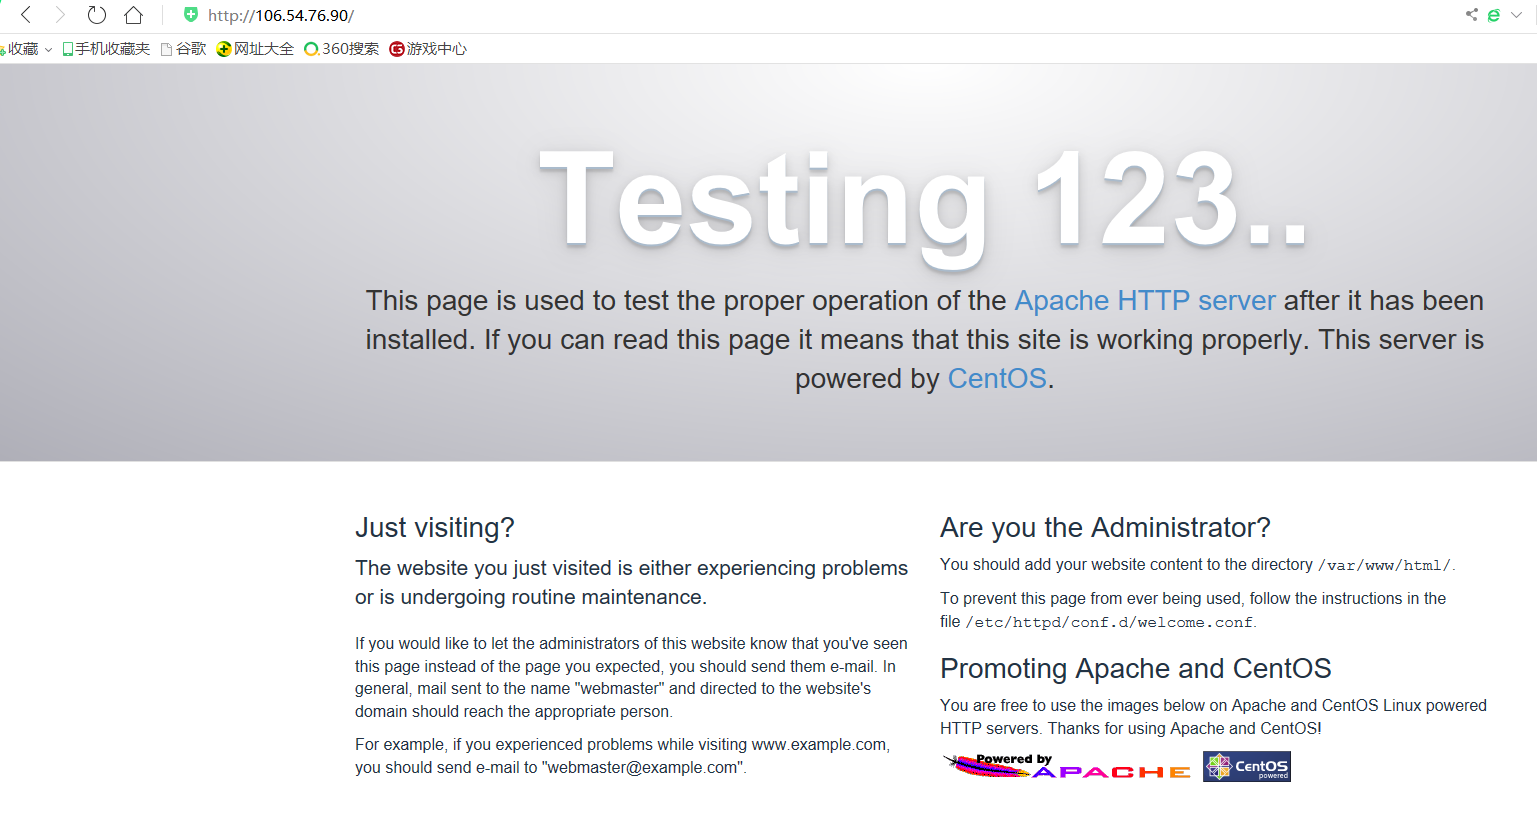 http://106.54.76.90/
收藏 手机收藏夹 谷歌 网址大全 360搜索 游戏中心
Testing 123..
This page is used to test the proper operation of the Apache HTTP server after it has been
installed. If you can read this page it means that this site is working properly. This server is
powered by CentOS.
Just visiting?
The website you just visited is either experiencing problems
or is undergoing routine maintenance.
If you would like to let the administrators of this website know that you've seen
this page instead of the page you expected, you should send them e-mail. In
general, mail sent to the name "webmaster" and directed to the website's
domain should reach the appropriate person.
For example, if you experienced problems while visiting www.example.com,
you should send e-mail to "webmaster@example.com".
Are you the Administrator?
You should add your website content to the directory /var/www/html/.
To prevent this page from ever being used, follow the instructions in the
file /etc/httpd/conf.d/welcome.conf.
Promoting Apache and CentOS
You are free to use the images below on Apache and CentOS Linux powered
HTTP servers. Thanks for using Apache and CentOS!
Powered by
APACHE
CentOS
powered